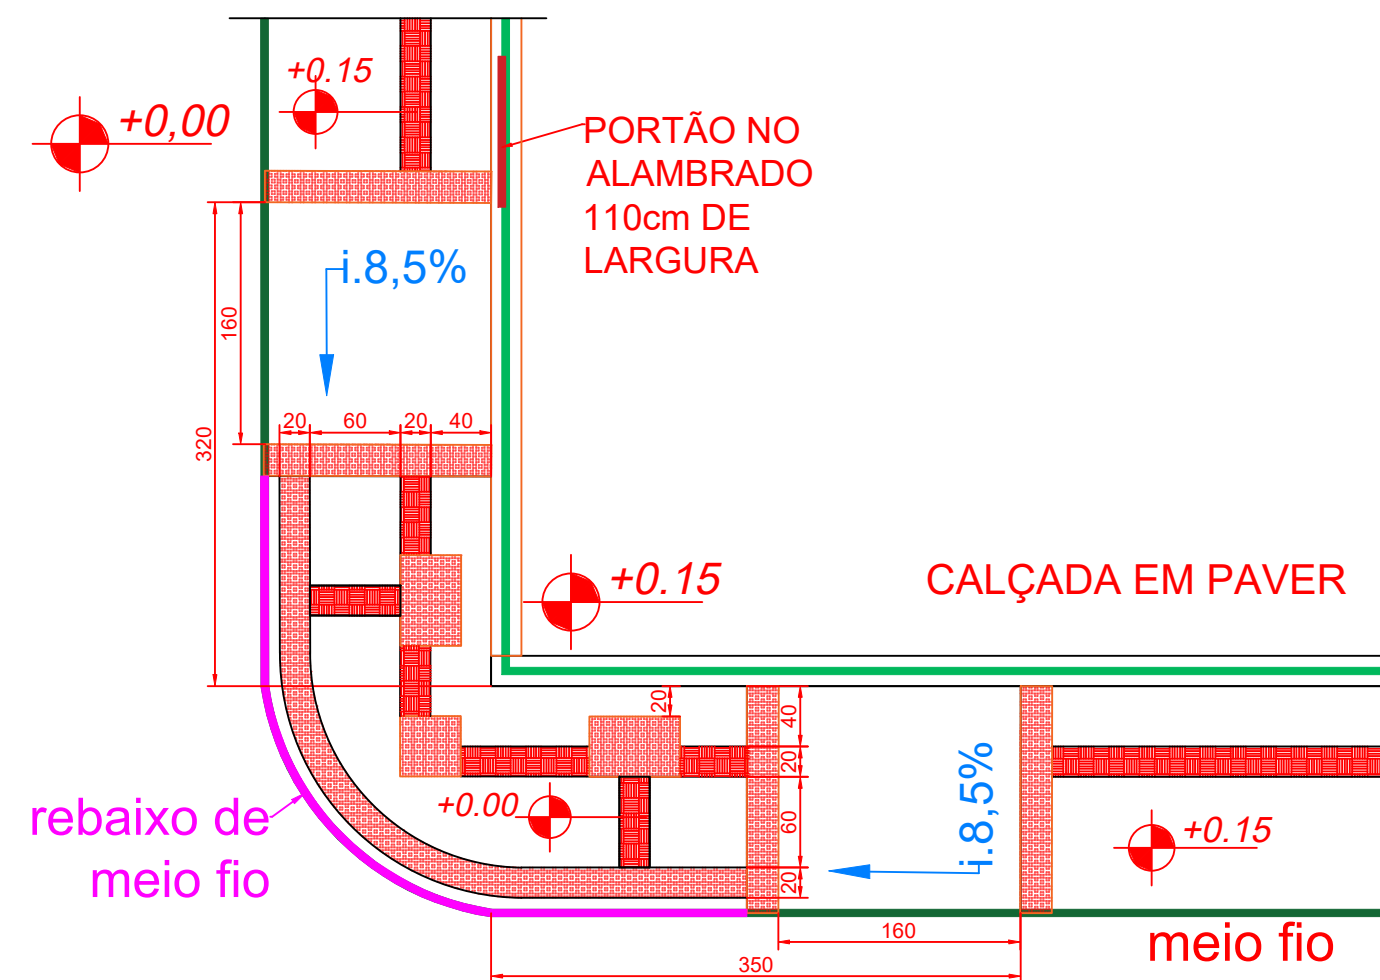 +0.15
+0,00
PORTÃO NO
ALAMBRADO
110cm DE
LARGURA
i.8,5%
160
320
20
60
20
40
+0.15
CALÇADA EM PAVER
20
40
20
60
20
i.8,5%
+0.00
+0.15
rebaixo de
meio fio
160
meio fio
350